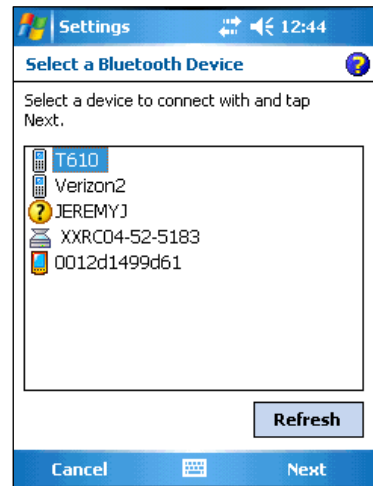 Settings 12:44
Select a Bluetooth Device ?
Select a device to connect with and tap
Next.
T610
Verizon2
? JEREMYJ
XXRC04-52-5183
0012d1499d61
Refresh
Cancel Next